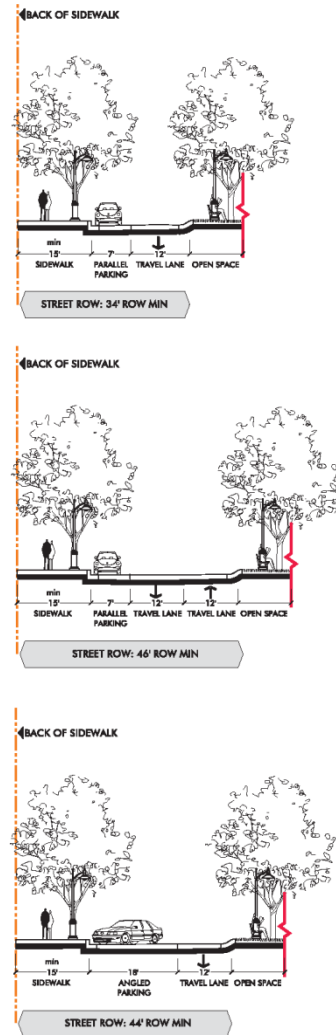 BACK OF SIDEWALK
min
15' 7' 12'
SIDEWALK PARALLEL TRAVEL LANE OPEN SPACE
PARKING
STREET ROW: 34' ROW MIN
BACK OF SIDEWALK
min
15' 7' 12' 12'
SIDEWALK PARALLEL TRAVEL LANE TRAVEL LANE OPEN SPACE
PARKING
STREET ROW: 46' ROW MIN
BACK OF SIDEWALK
min
15' 18' 12'
SIDEWALK ANGLED TRAVEL LANE OPEN SPACE
PARKING
STREET ROW: 44' ROW MIN